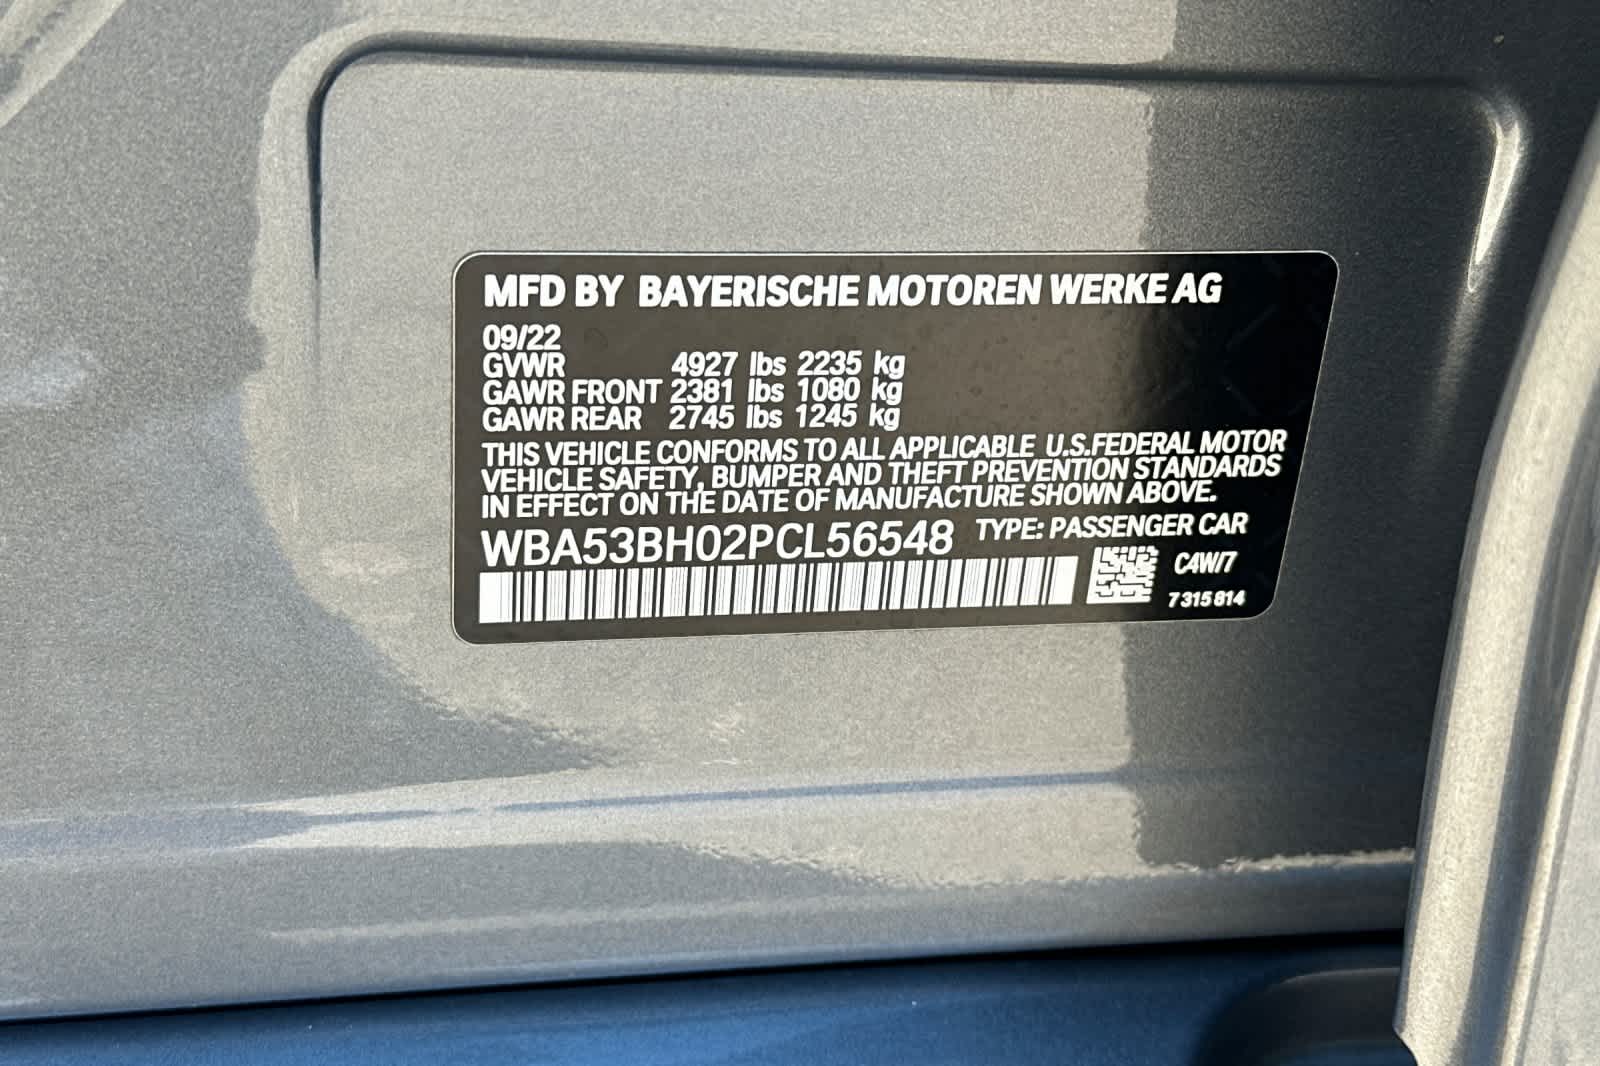 MFD BY BAYERISCHE MOTOREN WERKE AG
09/22
GVWR 4927 lbs 2235 kg
GAWR FRONT 2381 lbs 1080 kg
GAWR REAR 2745 lbs 1245 kg
THIS VEHICLE CONFORMS TO ALL APPLICABLE U.S.FEDERAL MOTOR
VEHICLE SAFETY, BUMPER AND THEFT PREVENTION STANDARDS
IN EFFECT ON THE DATE OF MANUFACTURE SHOWN ABOVE.
WBA53BH02PCL56548 TYPE: PASSENGER CAR
C4W/7
7 315 814